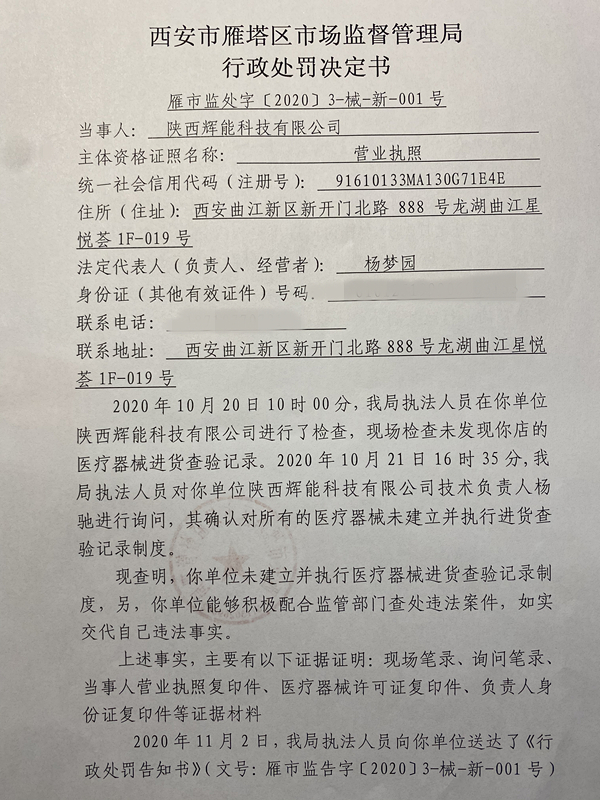 西安市雁塔区市场监督管理局
行政处罚决定书
雁市监处字〔2020〕3-械-新-001号
当事人： 陕西辉能科技有限公司
主体资格证照名称： 营业执照
统一社会信用代码（注册号）： 91610133MA130G71E4E
住所（住址）：西安曲江新区新开门北路 888 号龙湖曲江星
悦荟1F-019号
法定代表人（负责人、经营者）： 杨梦园
身份证（其他有效证件）号码
联系电话：
联系地址： 西安曲江新区新开门北路888号龙湖曲江星悦
荟1F-019号
2020年10月20日10时00分，我局执法人员在你单位
陕西辉能科技有限公司进行了检查，现场检查未发现你店的
医疗器械进货查验记录。2020年10月21日16时35分,我
局执法人员对你单位陕西辉能科技有限公司技术负责人杨
驰进行询问，其确认对所有的医疗器械未建立并执行进货查
验记录制度。
现查明，你单位未建立并执行医疗器械进货查验记录制
度，另，你单位能够积极配合监管部门查处违法案件，如实
交代自己违法事实。
上述事实，主要有以下证据证明：现场笔录、询问笔录、
当事人营业执照复印件、医疗器械许可证复印件、负责人身
份证复印件等证据材料
2020年11月2日，我局执法人员向你单位送达了《行
政处罚告知书》（文号：雁市监告字〔2020〕3-械-新-001号）